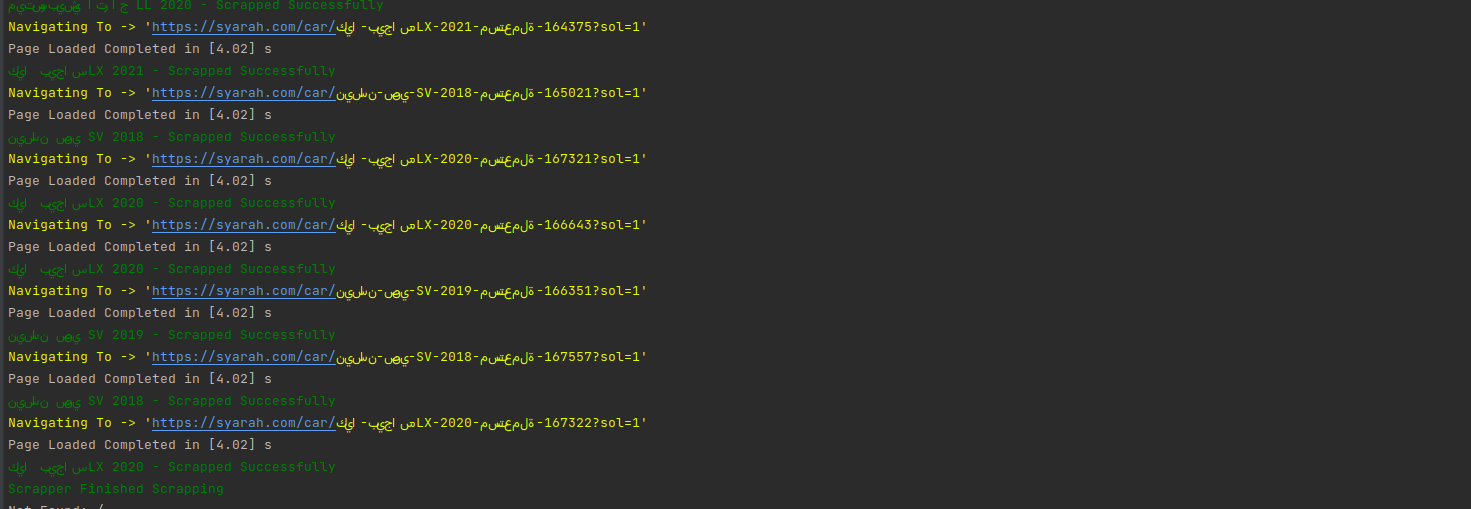 ميتسوبيشي اتراج LL 2020 - Scrapped Successfully
Navigating To -> 'https://syarah.com/car/كيا-بيجاس-LX-2021-مستعملة-164375?sol=1'
Page Loaded Completed in [4.02] s
كيا بيجاس LX 2021 - Scrapped Successfully
Navigating To -> 'https://syarah.com/car/نيسان-صني-SV-2018-مستعملة-165021?sol=1'
Page Loaded Completed in [4.02] s
نيسان صني SV 2018 - Scrapped Successfully
Navigating To -> 'https://syarah.com/car/كيا-بيجاس-LX-2020-مستعملة-167321?sol=1'
Page Loaded Completed in [4.02] s
كيا بيجاس LX 2020 - Scrapped Successfully
Navigating To -> 'https://syarah.com/car/كيا-بيجاس-LX-2020-مستعملة-166643?sol=1'
Page Loaded Completed in [4.02] s
كيا بيجاس LX 2020 - Scrapped Successfully
Navigating To -> 'https://syarah.com/car/نيسان-صني-SV-2019-مستعملة-166351?sol=1'
Page Loaded Completed in [4.02] s
نيسان صني SV 2019 - Scrapped Successfully
Navigating To -> 'https://syarah.com/car/نيسان-صني-SV-2018-مستعملة-167557?sol=1'
Page Loaded Completed in [4.02] s
نيسان صني SV 2018 - Scrapped Successfully
Navigating To -> 'https://syarah.com/car/كيا-بيجاس-LX-2020-مستعملة-167322?sol=1'
Page Loaded Completed in [4.02] s
كيا بيجاس LX 2020 - Scrapped Successfully
Scrapper Finished Scrapping
Not Found: /